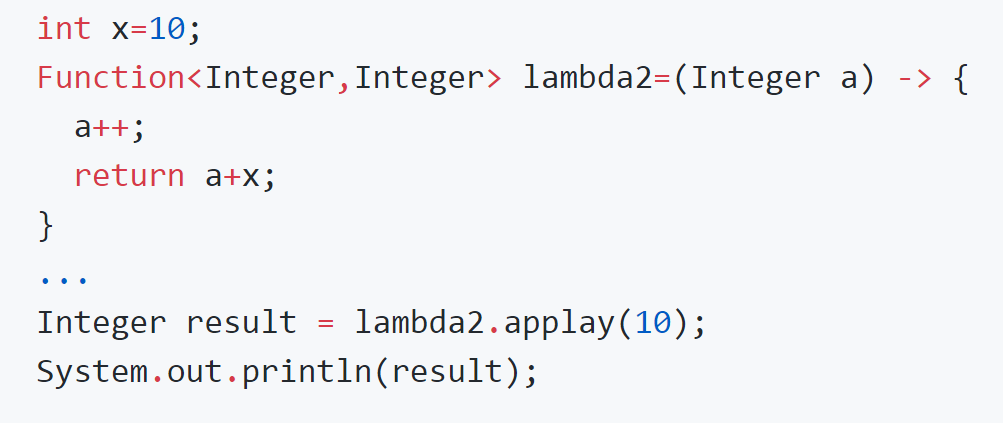 int x=10;
Function<Integer,Integer> lambda2=(Integer a) -> {
  a++;
  return a+x;
}
...
Integer result = lambda2.applay(10);
System.out.println(result);